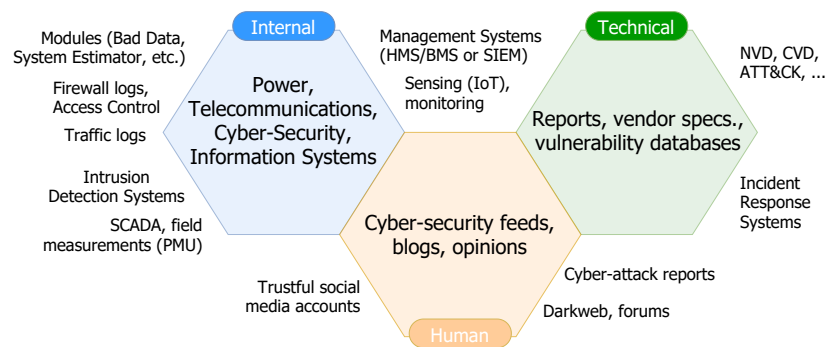 Internal
Modules (Bad Data,
System Estimator, etc.)
Firewall logs,
Access Control
Traffic logs
Intrusion
Detection Systems
SCADA, field
measurements (PMU)
Power,
Telecommunications,
Cyber-Security,
Information Systems
Management Systems
(HMS/BMS or SIEM)
Sensing (IoT),
monitoring
Technical
Reports, vendor specs.,
vulnerability databases
NVD, CVD,
ATT&CK, ...
Incident
Response
Systems
Cyber-security feeds,
blogs, opinions
Trustful social
media accounts
Cyber-attack reports
Darkweb, forums
Human